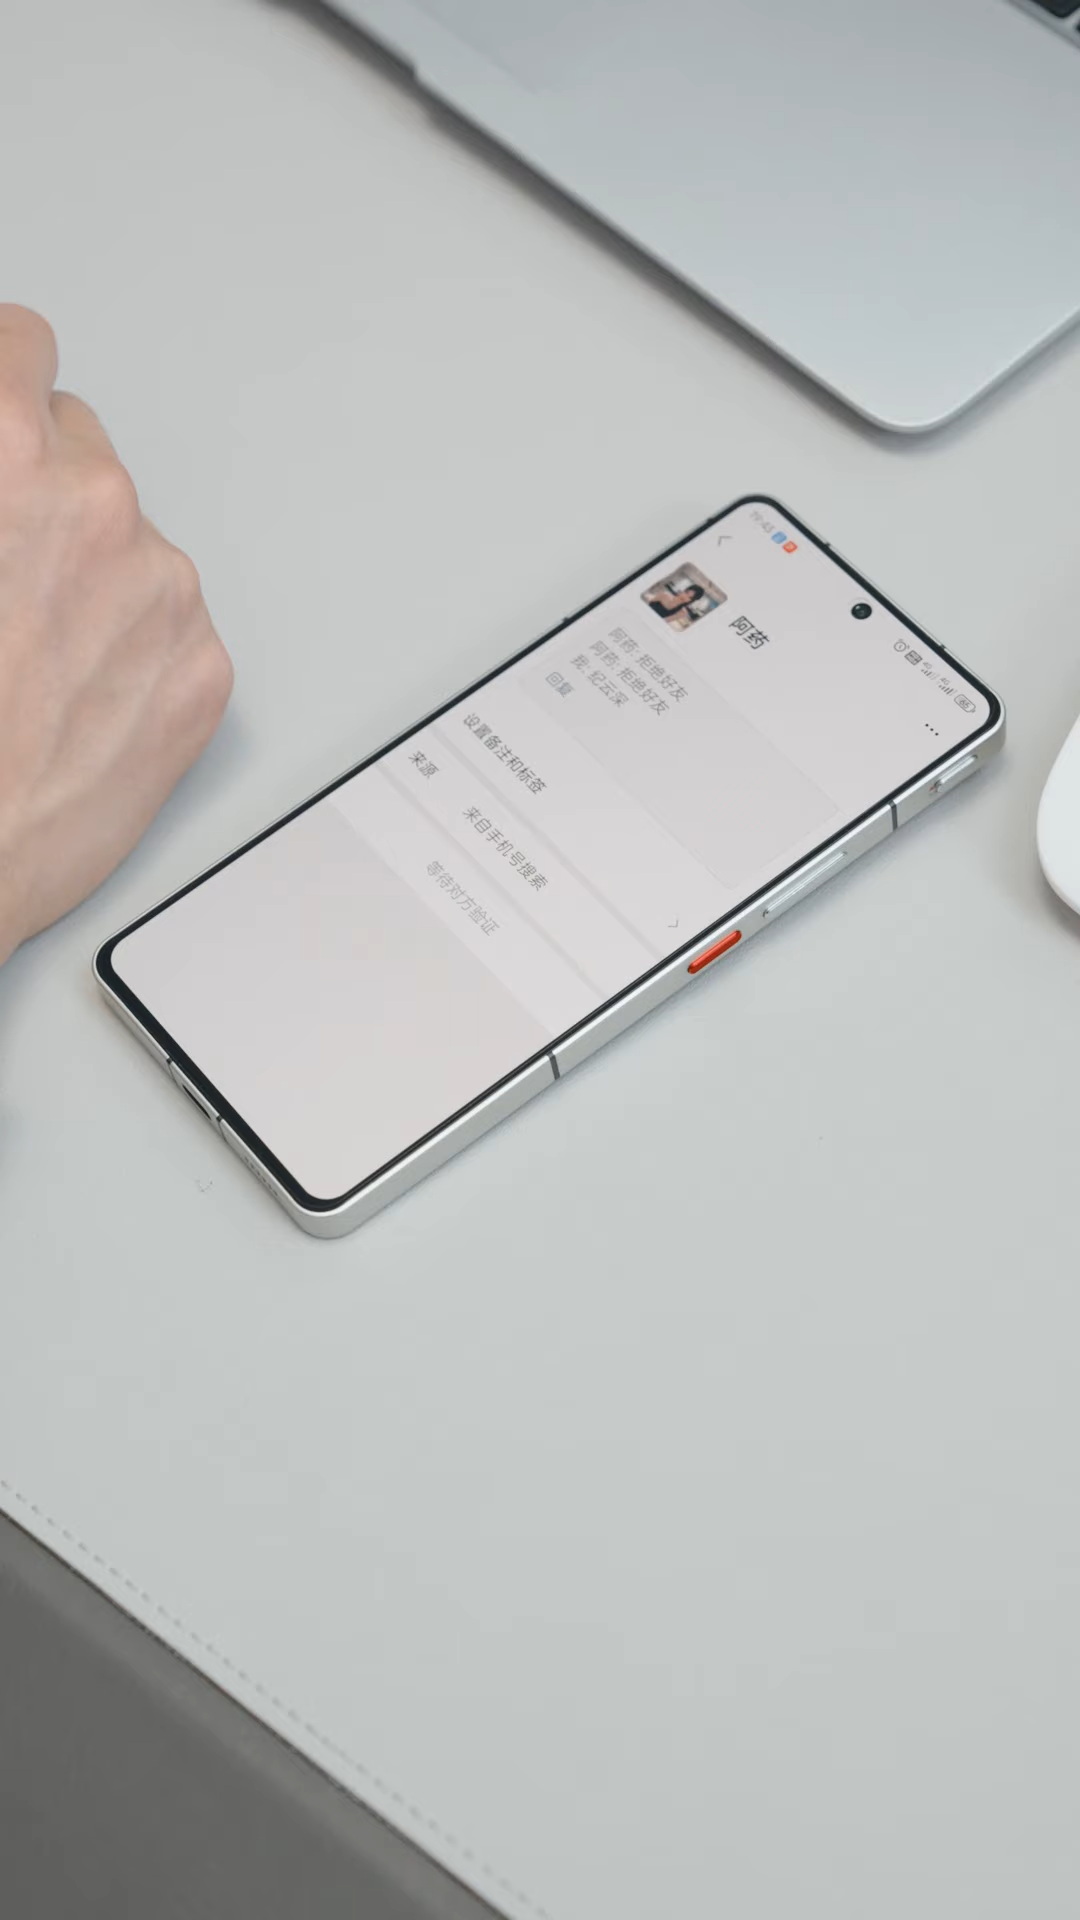 19:43
阿药
阿药: 拒绝好友
阿药: 拒绝好友
我: 纪云深
回复
设置备注和标签
来源
来自手机号搜索
等待对方验证